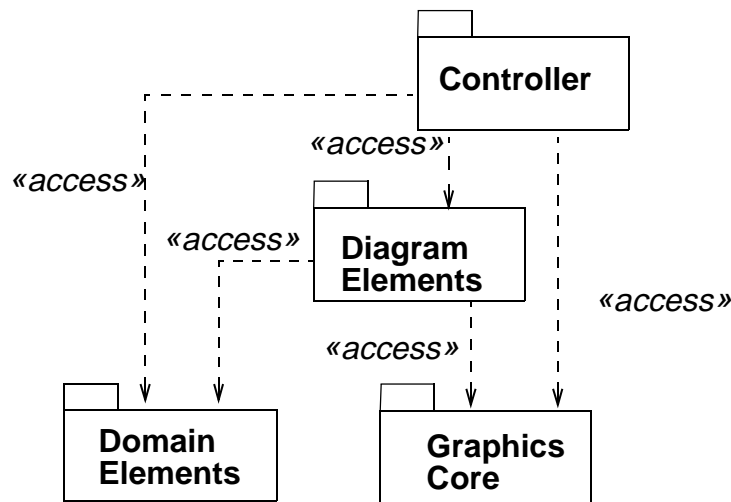 Controller
«access»
«access»
«access»
Diagram
Elements
«access»
«access»
Domain
Elements
Graphics
Core